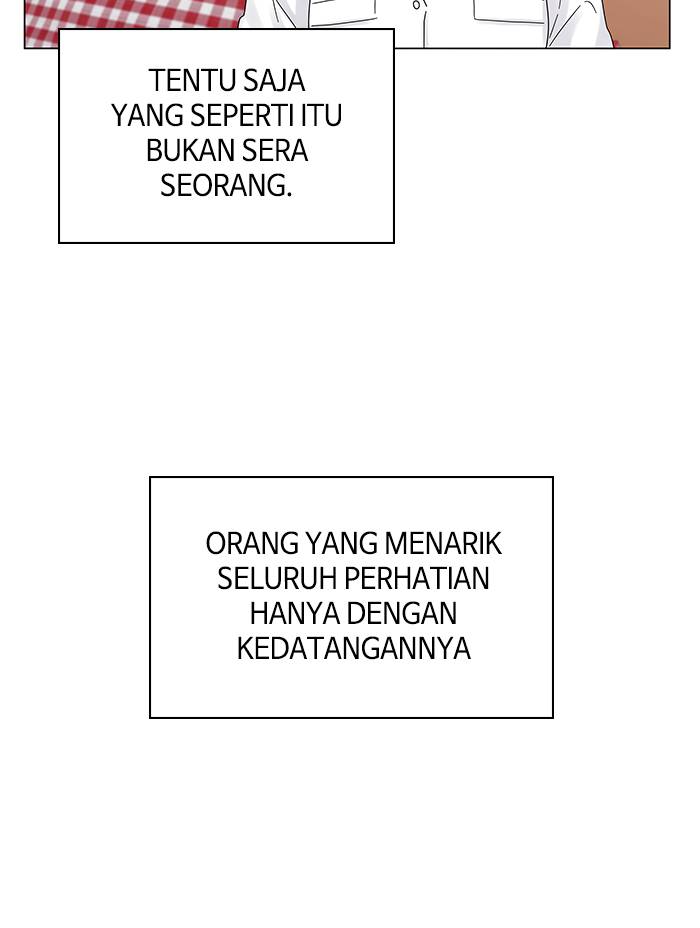 TENTU SAJA
YANG SEPERTI ITU
BUKAN SERA
SEORANG.
ORANG YANG MENARIK
SELURUH PERHATIAN
HANYA DENGAN
KEDATANGANNYA